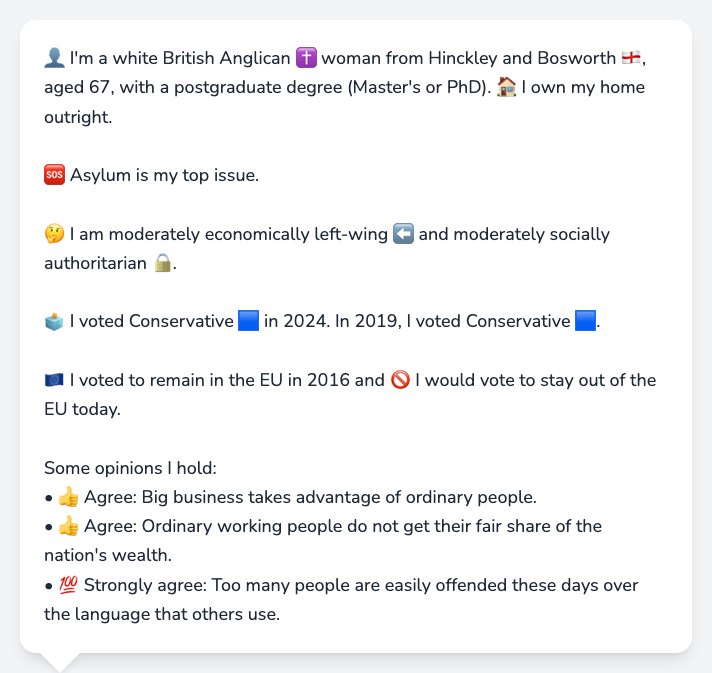 👤 I'm a white British Anglican ✝️ woman from Hinckley and Bosworth 🏴󠁧󠁢󠁥󠁮󠁧󠁿,
aged 67, with a postgraduate degree (Master's or PhD). 🏠 I own my home
outright.
🆘 Asylum is my top issue.
🤔 I am moderately economically left-wing ⬅️ and moderately socially
authoritarian 🔒.
🗳️ I voted Conservative 🟦 in 2024. In 2019, I voted Conservative 🟦.
🇪🇺 I voted to remain in the EU in 2016 and 🚫 I would vote to stay out of the
EU today.
Some opinions I hold:
• 👍 Agree: Big business takes advantage of ordinary people.
• 👍 Agree: Ordinary working people do not get their fair share of the
nation's wealth.
• 💯 Strongly agree: Too many people are easily offended these days over
the language that others use.